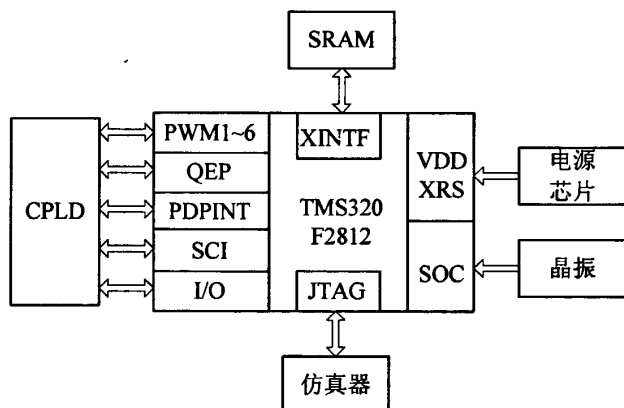 SRAM
CPLD
PWM1~6
QEP
PDPINT
SCI
I/O
XINTF
TMS320
F2812
JTAG
VDD
XRS
SOC
电源
芯片
晶振
仿真器